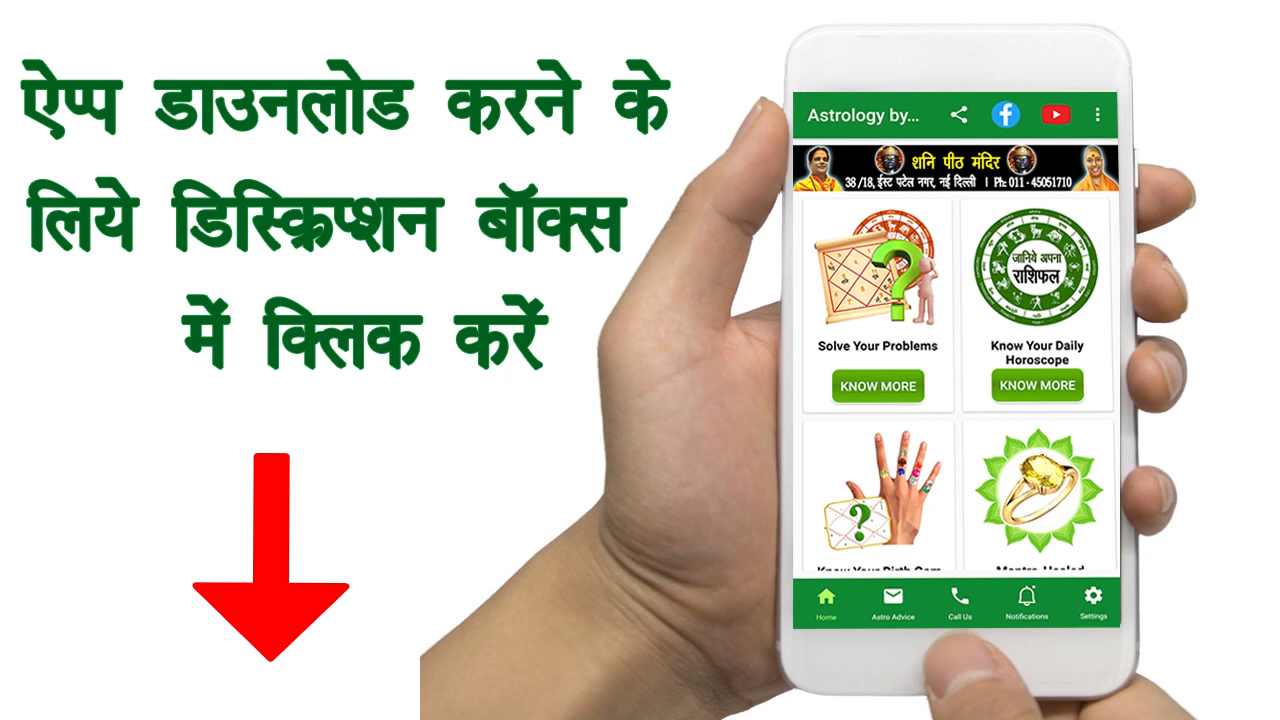 ऐप्प डाउनलोड करने के
लिये डिस्क्रिप्शन बॉक्स
में क्लिक करें
Astrology by...
शनि पीठ मंदिर
38 /18, ईस्ट पटेल नगर, नई दिल्ली । Ph: 011 - 45051710
जानिये अपना
राशिफल
Solve Your Problems
KNOW MORE
Know Your Daily
Horoscope
KNOW MORE
Home
Astro Advice
Call Us
Notifications
Settings